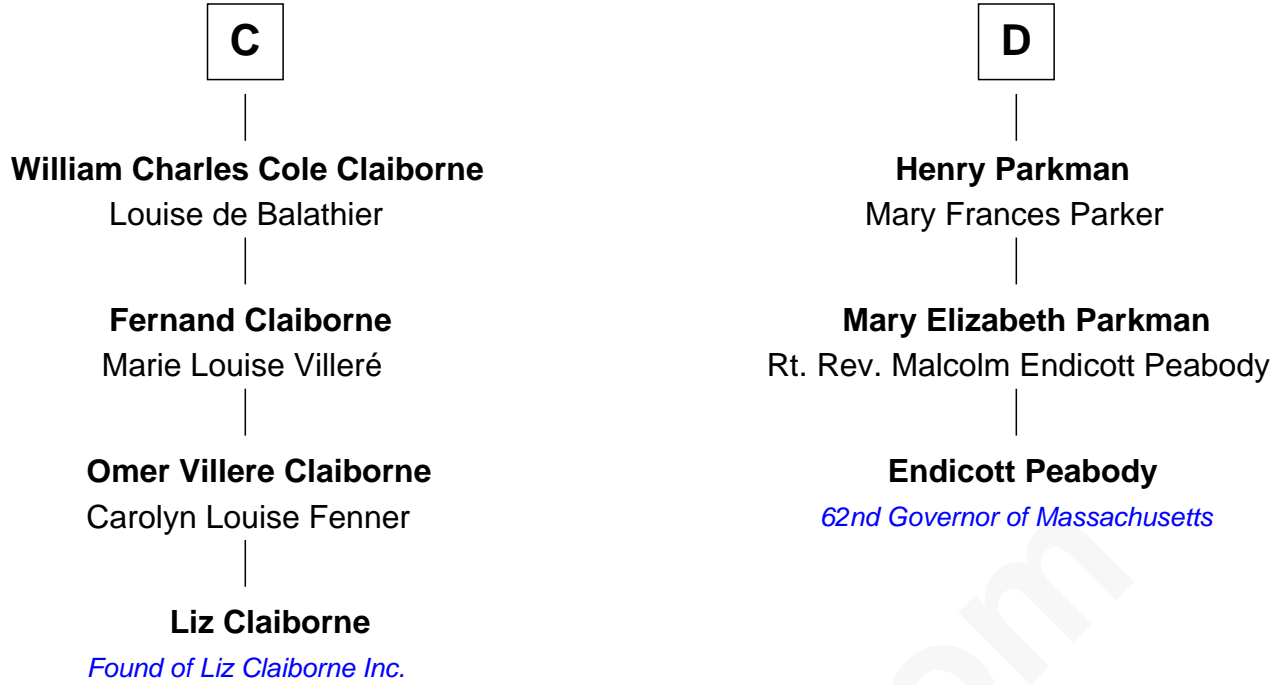 C
William Charles Cole Claiborne
Louise de Balathier
Fernand Claiborne
Marie Louise Villeré
Omer Villere Claiborne
Carolyn Louise Fenner
Liz Claiborne
Found of Liz Claiborne Inc.
D
Henry Parkman
Mary Frances Parker
Mary Elizabeth Parkman
Rt. Rev. Malcolm Endicott Peabody
Endicott Peabody
62nd Governor of Massachusetts
om